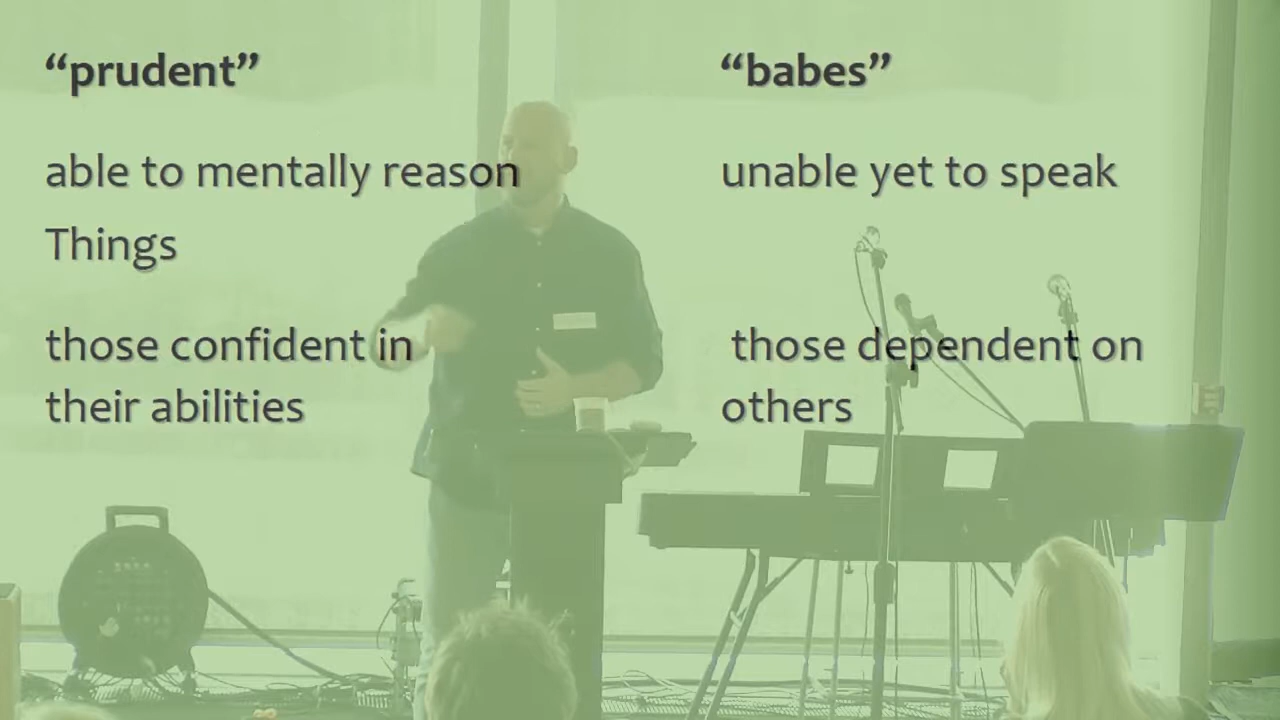 “prudent”
able to mentally reason
Things
those confident in
their abilities
“babes”
unable yet to speak
those dependent on
others